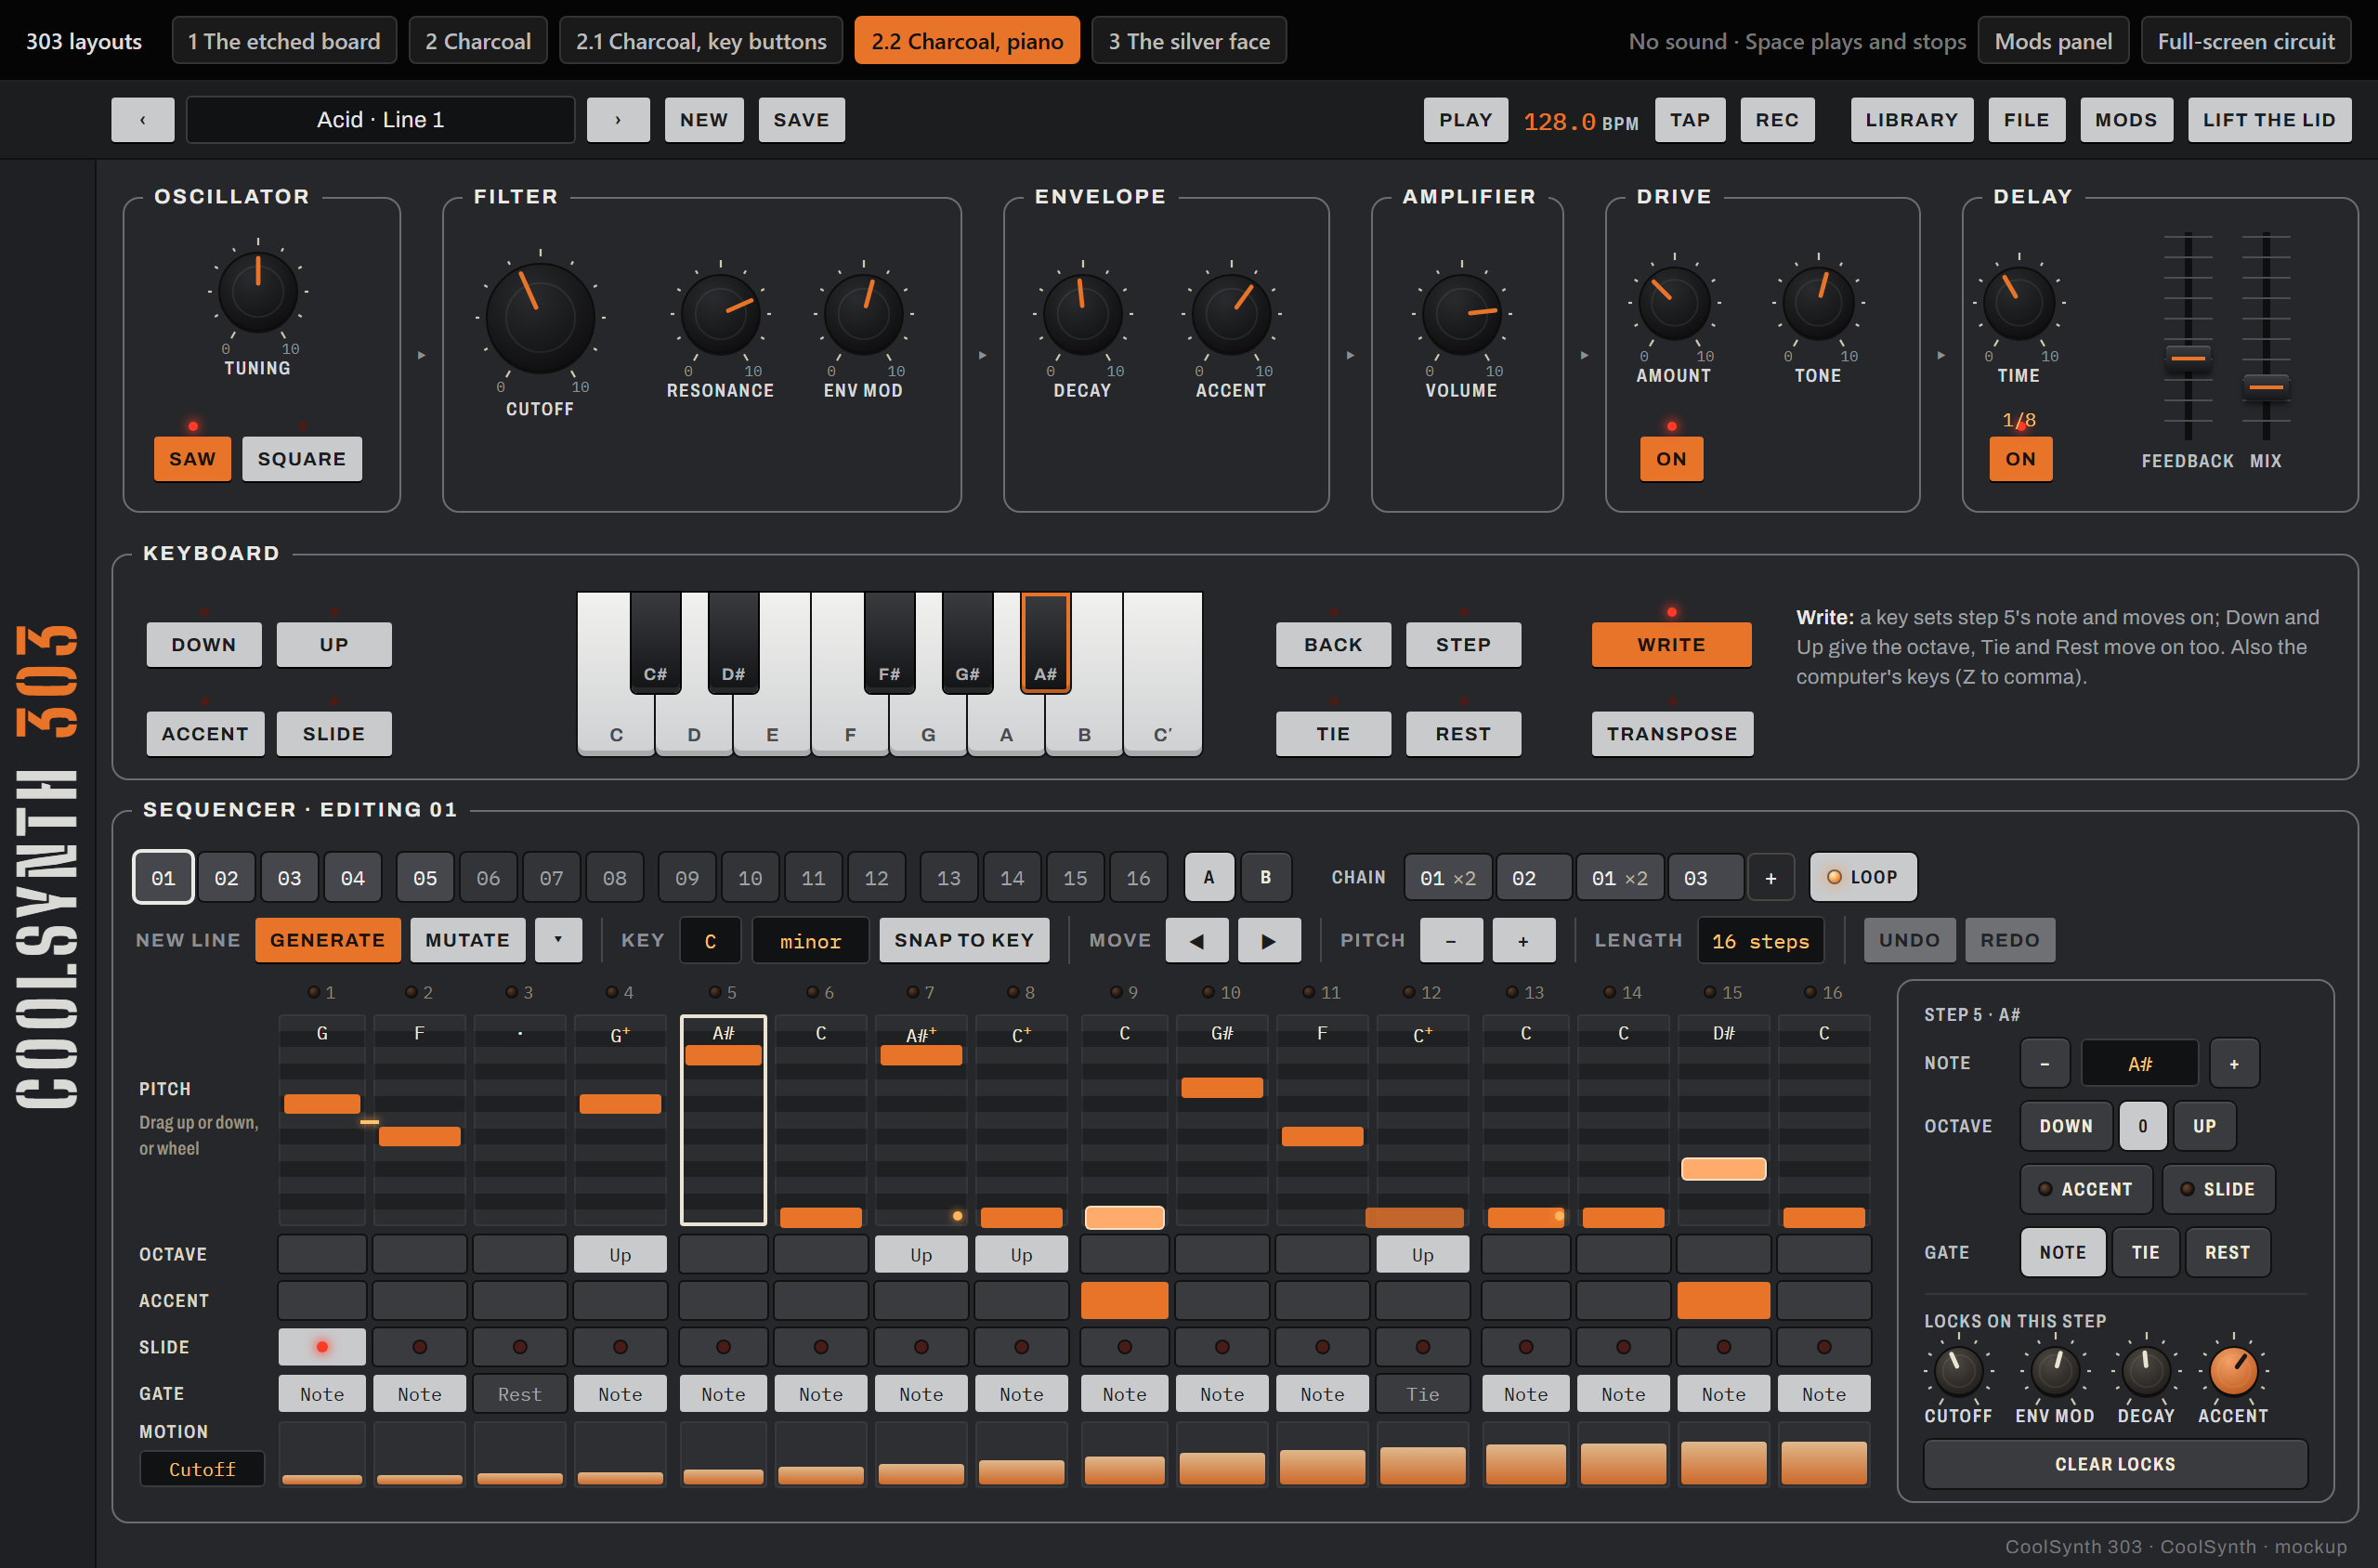 303 layouts 1 The etched board 2 Charcoal 2.1 Charcoal, key buttons 2.2 Charcoal, piano 3 The silver face No sound · Space plays and stops Mods panel Full-screen circuit
‹ Acid · Line 1 › NEW SAVE PLAY 128.0 BPM TAP REC LIBRARY FILE MODS LIFT THE LID
COOLSYNTH 303
OSCILLATOR FILTER ENVELOPE AMPLIFIER DRIVE DELAY
0 10 0 10 0 10 0 10 0 10 0 10 0 10 0 10 0 10 0 10
TUNING CUTOFF RESONANCE ENV MOD DECAY ACCENT VOLUME AMOUNT TONE TIME
1/8
SAW SQUARE ON ON FEEDBACK MIX
KEYBOARD
DOWN UP
ACCENT SLIDE
C# D# F# G# A#
C D E F G A B C′
BACK STEP WRITE
TIE REST TRANSPOSE
Write: a key sets step 5's note and moves on; Down and
Up give the octave, Tie and Rest move on too. Also the
computer's keys (Z to comma).
SEQUENCER · EDITING 01
01 02 03 04 05 06 07 08 09 10 11 12 13 14 15 16 A B CHAIN 01 ×2 02 01 ×2 03 + LOOP
NEW LINE GENERATE MUTATE ▾ KEY C minor SNAP TO KEY MOVE ◀ ▶ PITCH − + LENGTH 16 steps UNDO REDO
1 2 3 4 5 6 7 8 9 10 11 12 13 14 15 16
G F · G+ A# C A#+ C+ C G# F C+ C C D# C
PITCH
Drag up or down,
or wheel
OCTAVE Up Up Up Up
ACCENT
SLIDE
GATE Note Note Rest Note Note Note Note Note Note Note Note Tie Note Note Note Note
MOTION
Cutoff
STEP 5 · A#
NOTE − A# +
OCTAVE DOWN 0 UP
ACCENT SLIDE
GATE NOTE TIE REST
LOCKS ON THIS STEP
CUTOFF ENV MOD DECAY ACCENT
CLEAR LOCKS
CoolSynth 303 · CoolSynth · mockup